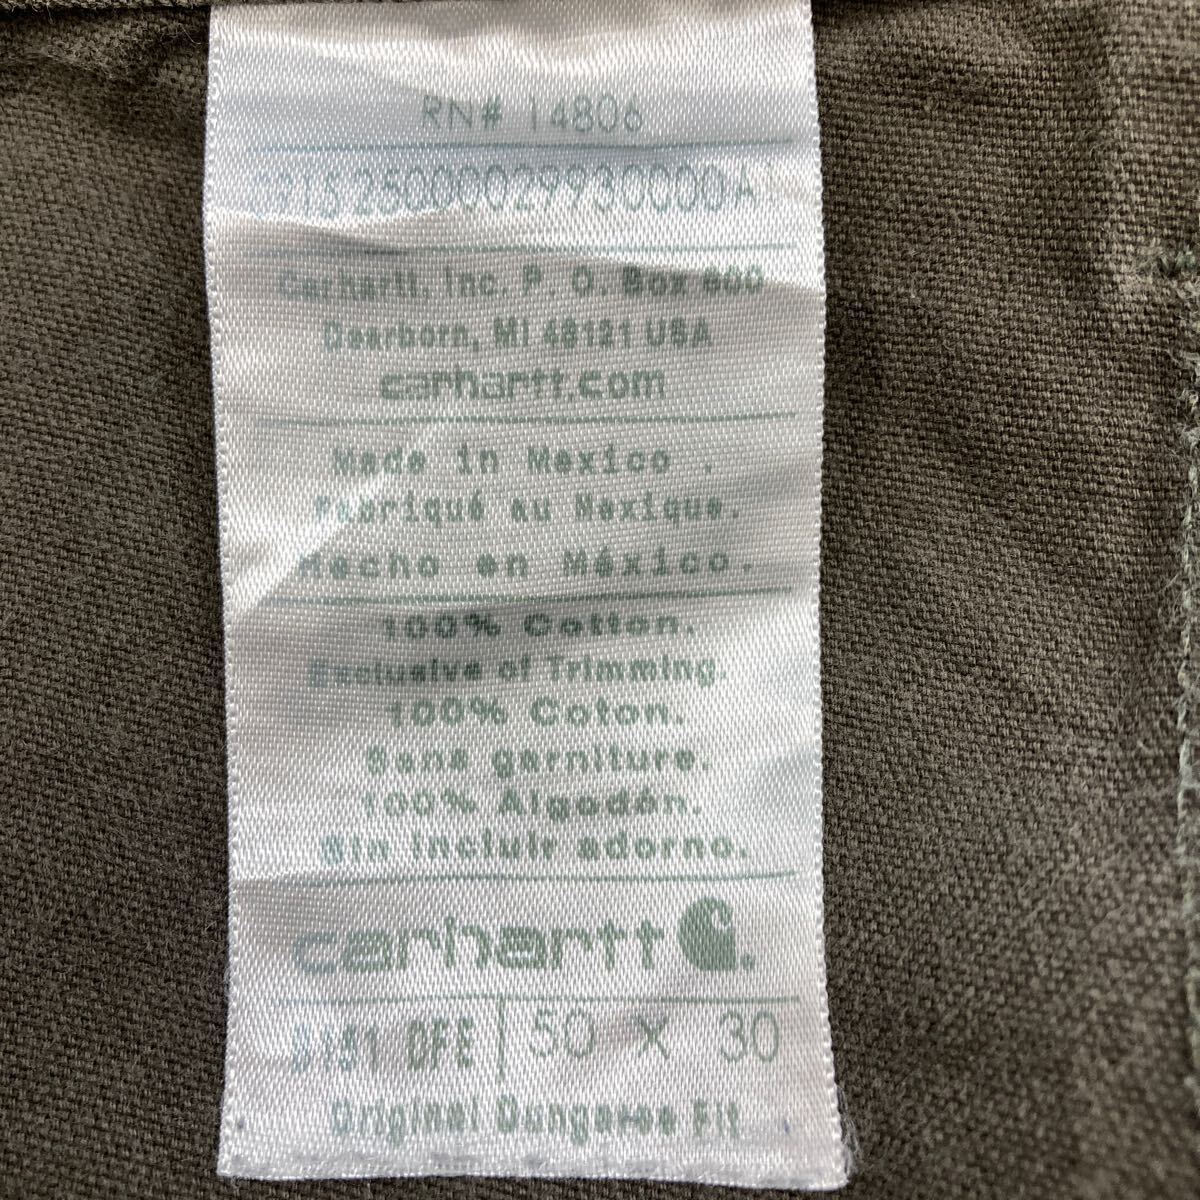 RN# 14806
Carhartt, Inc. P. O. Box 600
Dearborn, MI 48121 USA
carhartt.com
Made in Mexico .
Fabriqué au Mexique.
Hecho en México.
100% Cotton.
Exclusive of Trimming.
100% Coton.
Sans garniture.
100% Algodón.
Sin incluir adorno.
carhartt
B151 DFE 50 X 30
Original Dungaree Fit